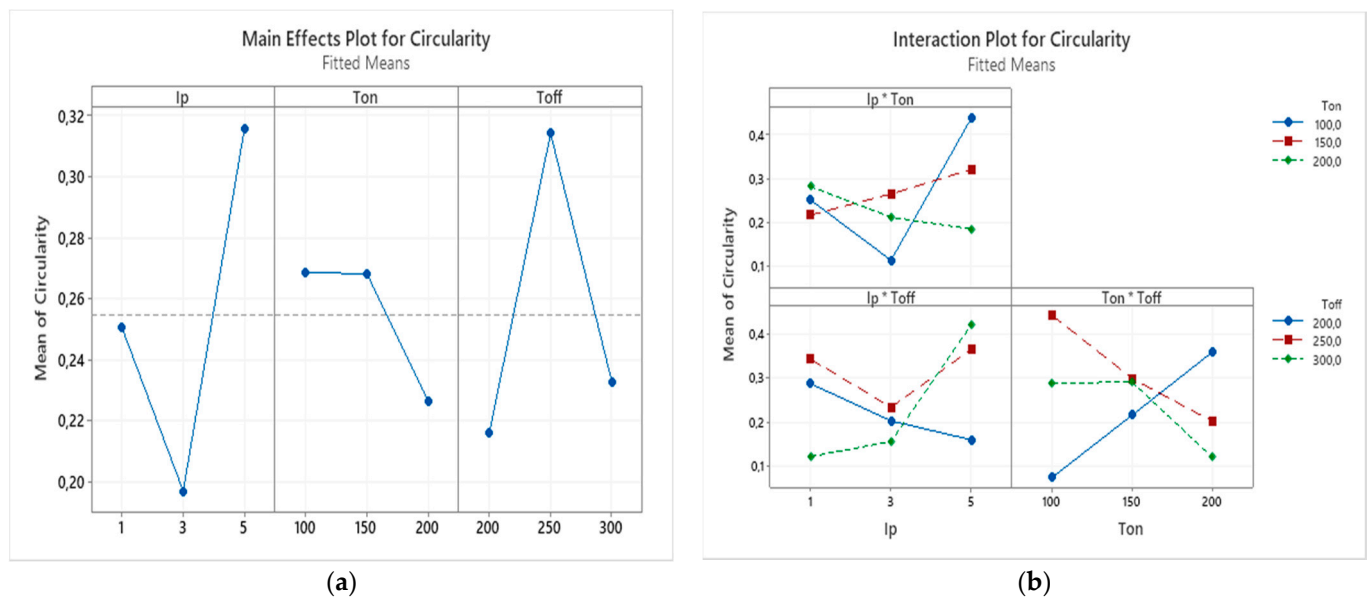 Main Effects Plot for Circularity
Fitted Means
Ip Ton Toff
Mean of Circularity
0,32
0,30
0,28
0,26
0,24
0,22
0,20
1 3 5 100 150 200 200 250 300
(a)
Interaction Plot for Circularity
Fitted Means
Ip * Ton
Mean of Circularity
0,4
0,3
0,2
0,1
Ton
100,0
150,0
200,0
Ip * Toff Ton * Toff
0,4
0,3
0,2
0,1
Toff
200,0
250,0
300,0
1 3 5 100 150 200
Ip Ton
(b)